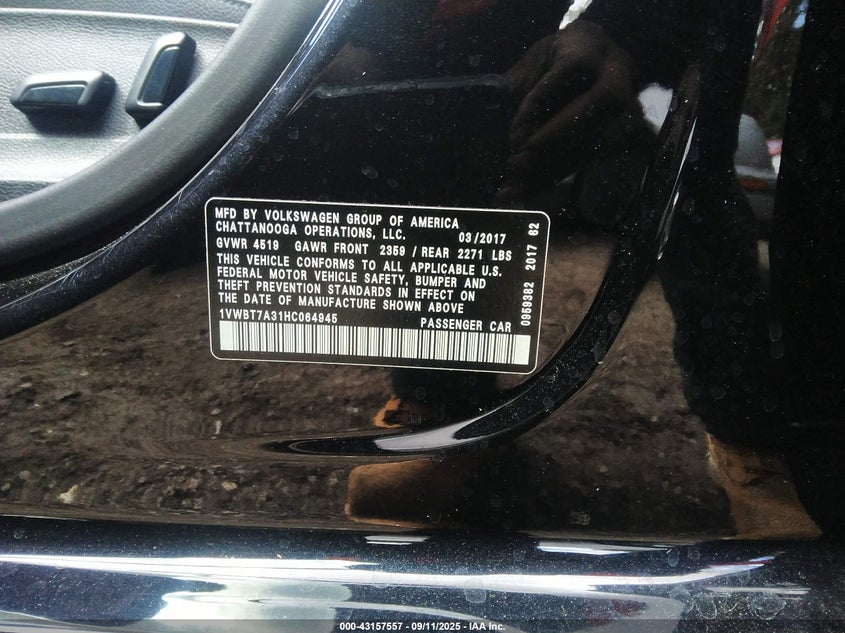 MFD BY VOLKSWAGEN GROUP OF AMERICA
CHATTANOOGA OPERATIONS, LLC. 03/2017
GVWR 4519 GAWR FRONT 2359 / REAR 2271 LBS
THIS VEHICLE CONFORMS TO ALL APPLICABLE U.S.
FEDERAL MOTOR VEHICLE SAFETY, BUMPER AND
THEFT PREVENTION STANDARDS IN EFFECT ON
THE DATE OF MANUFACTURE SHOWN ABOVE
1VWBT7A31HC064945 PASSENGER CAR
0959382 2017 62
000-43157557 - 09/11/2025 - IAA Inc.